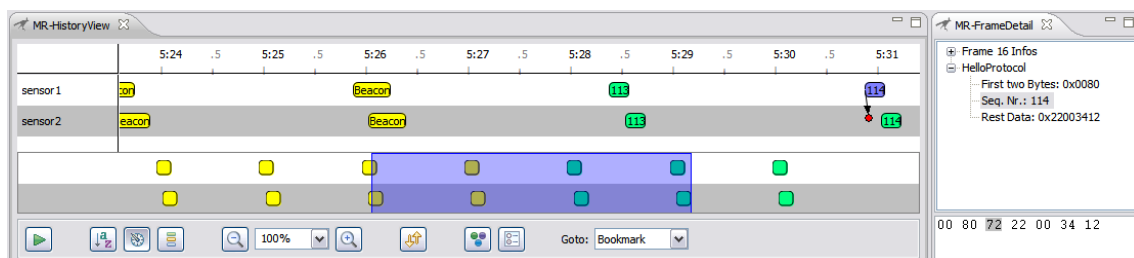 MR-HistoryView
5:24 .5 5:25 .5 5:26 .5 5:27 .5 5:28 .5 5:29 .5 5:30 .5 5:31
sensor1 con Beacon 113 114
sensor2 eacon Beacon 113 114
100% Goto: Bookmark
MR-FrameDetail
Frame 16 Infos
HelloProtocol
First two Bytes: 0x0080
Seq. Nr.: 114
Rest Data: 0x22003412
00 80 72 22 00 34 12